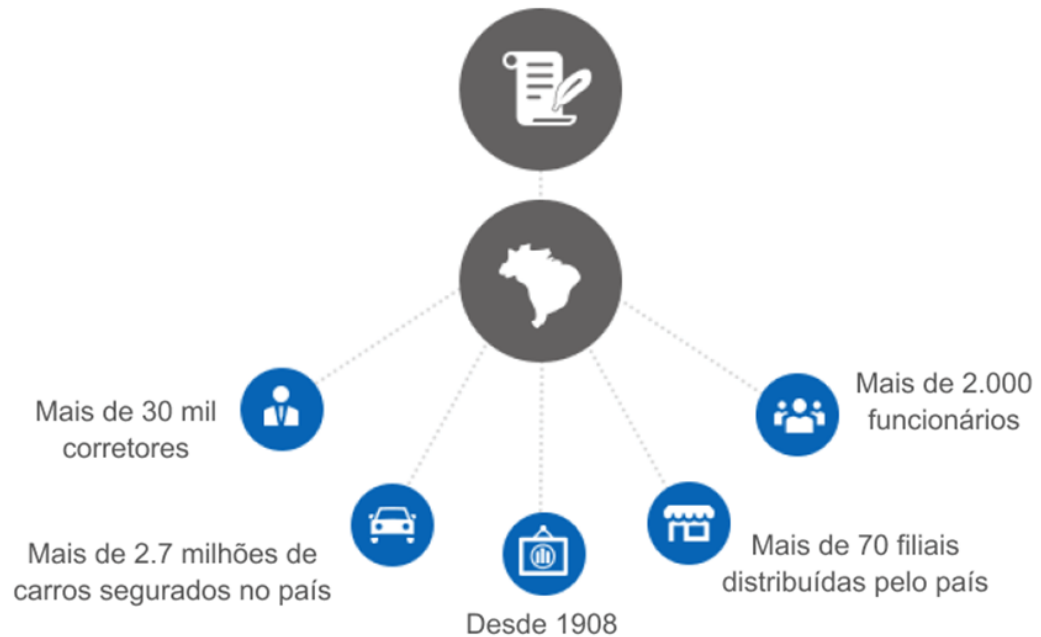 Mais de 30 mil
corretores
Mais de 2.7 milhões de
carros segurados no país
Desde 1908
Mais de 70 filiais
distribuídas pelo país
Mais de 2.000
funcionários